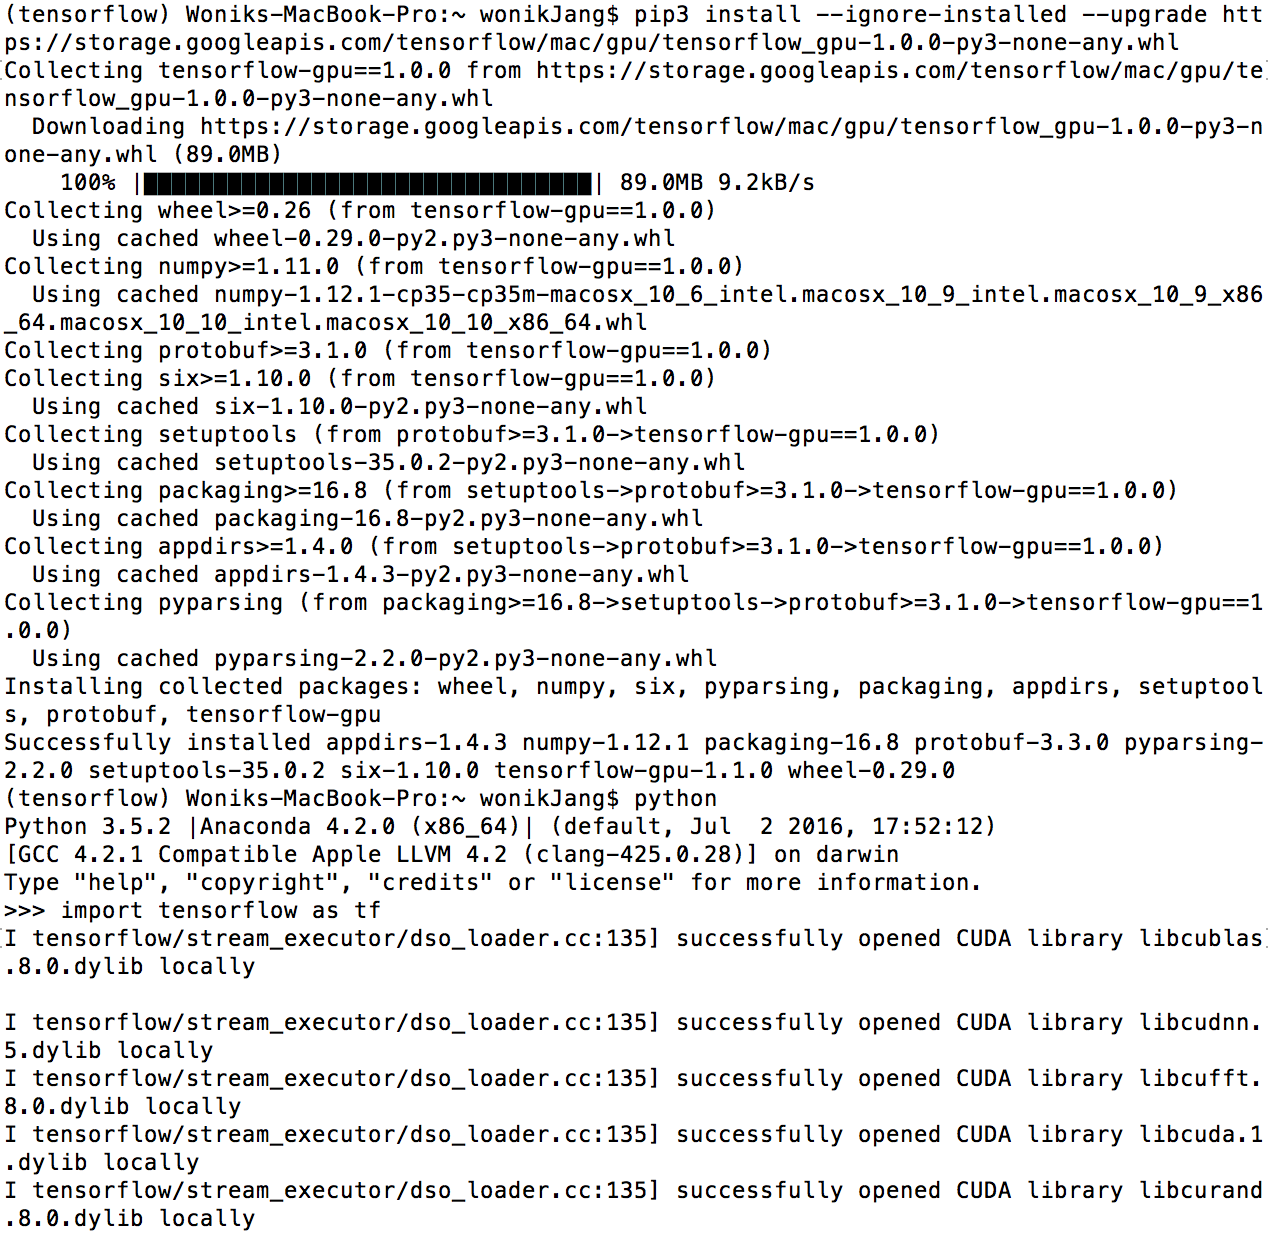 (tensorflow) Woniks-MacBook-Pro:~ wonikJang$ pip3 install --ignore-installed --upgrade htt
ps://storage.googleapis.com/tensorflow/mac/gpu/tensorflow_gpu-1.0.0-py3-none-any.whl
[Collecting tensorflow-gpu==1.0.0 from https://storage.googleapis.com/tensorflow/mac/gpu/te]
nsorflow_gpu-1.0.0-py3-none-any.whl
  Downloading https://storage.googleapis.com/tensorflow/mac/gpu/tensorflow_gpu-1.0.0-py3-n
one-any.whl (89.0MB)
    100% |████████████████████████████████| 89.0MB 9.2kB/s
Collecting wheel>=0.26 (from tensorflow-gpu==1.0.0)
  Using cached wheel-0.29.0-py2.py3-none-any.whl
Collecting numpy>=1.11.0 (from tensorflow-gpu==1.0.0)
  Using cached numpy-1.12.1-cp35-cp35m-macosx_10_6_intel.macosx_10_9_intel.macosx_10_9_x86
_64.macosx_10_10_intel.macosx_10_10_x86_64.whl
Collecting protobuf>=3.1.0 (from tensorflow-gpu==1.0.0)
Collecting six>=1.10.0 (from tensorflow-gpu==1.0.0)
  Using cached six-1.10.0-py2.py3-none-any.whl
Collecting setuptools (from protobuf>=3.1.0->tensorflow-gpu==1.0.0)
  Using cached setuptools-35.0.2-py2.py3-none-any.whl
Collecting packaging>=16.8 (from setuptools->protobuf>=3.1.0->tensorflow-gpu==1.0.0)
  Using cached packaging-16.8-py2.py3-none-any.whl
Collecting appdirs>=1.4.0 (from setuptools->protobuf>=3.1.0->tensorflow-gpu==1.0.0)
  Using cached appdirs-1.4.3-py2.py3-none-any.whl
Collecting pyparsing (from packaging>=16.8->setuptools->protobuf>=3.1.0->tensorflow-gpu==1
.0.0)
  Using cached pyparsing-2.2.0-py2.py3-none-any.whl
Installing collected packages: wheel, numpy, six, pyparsing, packaging, appdirs, setuptool
s, protobuf, tensorflow-gpu
Successfully installed appdirs-1.4.3 numpy-1.12.1 packaging-16.8 protobuf-3.3.0 pyparsing-
2.2.0 setuptools-35.0.2 six-1.10.0 tensorflow-gpu-1.1.0 wheel-0.29.0
(tensorflow) Woniks-MacBook-Pro:~ wonikJang$ python
Python 3.5.2 |Anaconda 4.2.0 (x86_64)| (default, Jul  2 2016, 17:52:12)
[GCC 4.2.1 Compatible Apple LLVM 4.2 (clang-425.0.28)] on darwin
Type "help", "copyright", "credits" or "license" for more information.
>>> import tensorflow as tf
[I tensorflow/stream_executor/dso_loader.cc:135] successfully opened CUDA library libcublas]
.8.0.dylib locally
I tensorflow/stream_executor/dso_loader.cc:135] successfully opened CUDA library libcudnn.
5.dylib locally
I tensorflow/stream_executor/dso_loader.cc:135] successfully opened CUDA library libcufft.
8.0.dylib locally
I tensorflow/stream_executor/dso_loader.cc:135] successfully opened CUDA library libcuda.1
.dylib locally
I tensorflow/stream_executor/dso_loader.cc:135] successfully opened CUDA library libcurand
.8.0.dylib locally